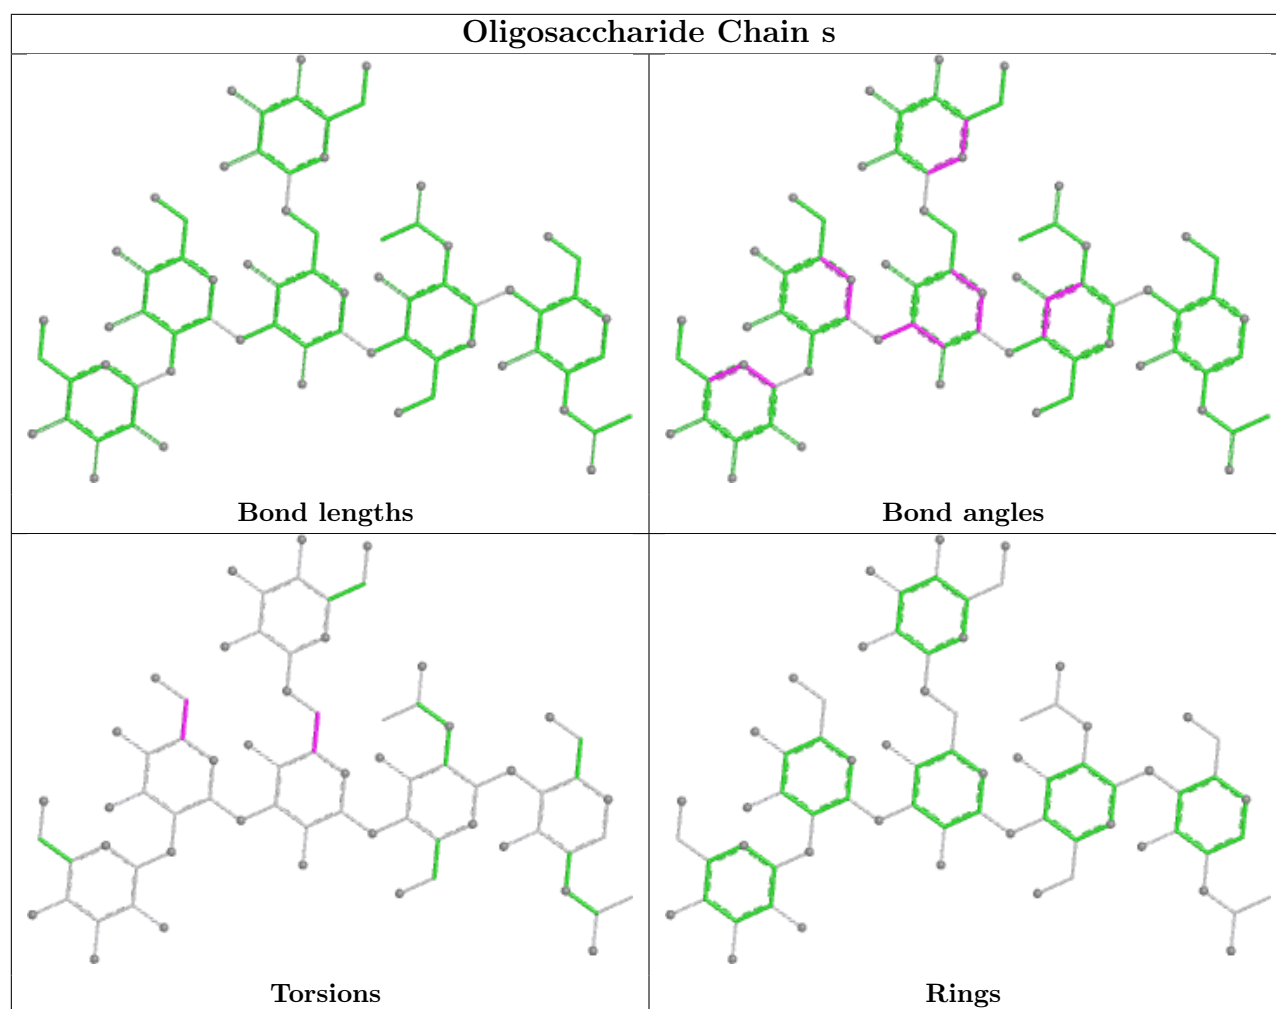 Oligosaccharide Chain s
Bond lengths
Bond angles
Torsions
Rings